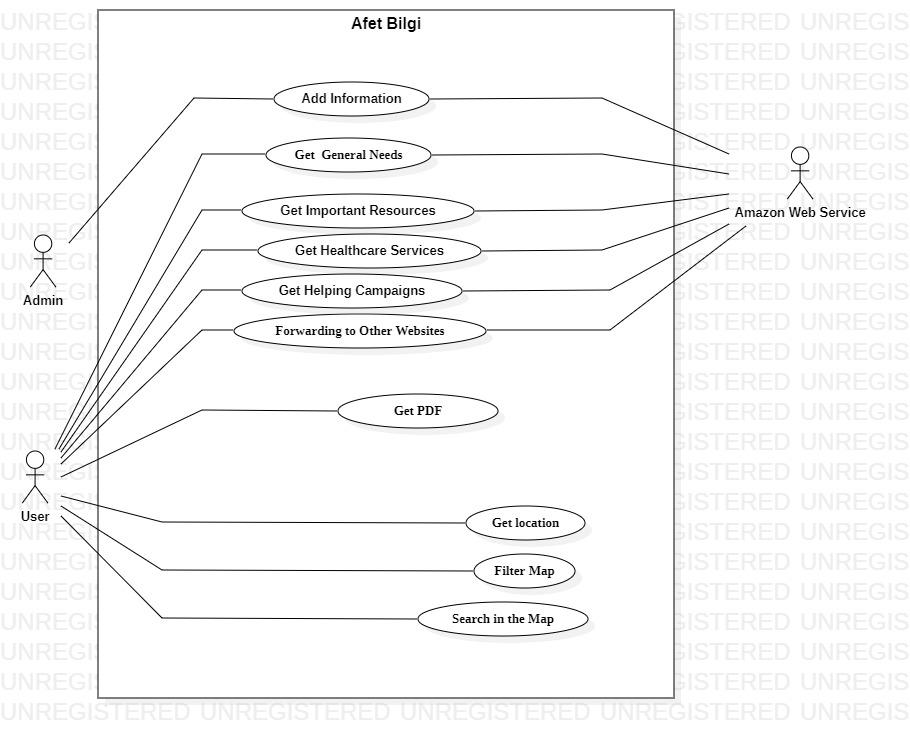 Afet Bilgi
Add Information
Get  General Needs
Get Important Resources
Amazon Web Service
Get Healthcare Services
Get Helping Campaigns
Admin
Forwarding to Other Websites
Get PDF
User
Get location
Filter Map
Search in the Map
UNREGISTERED UNREGISTERED UNREGISTERED UNREGISTERED UNREGIS